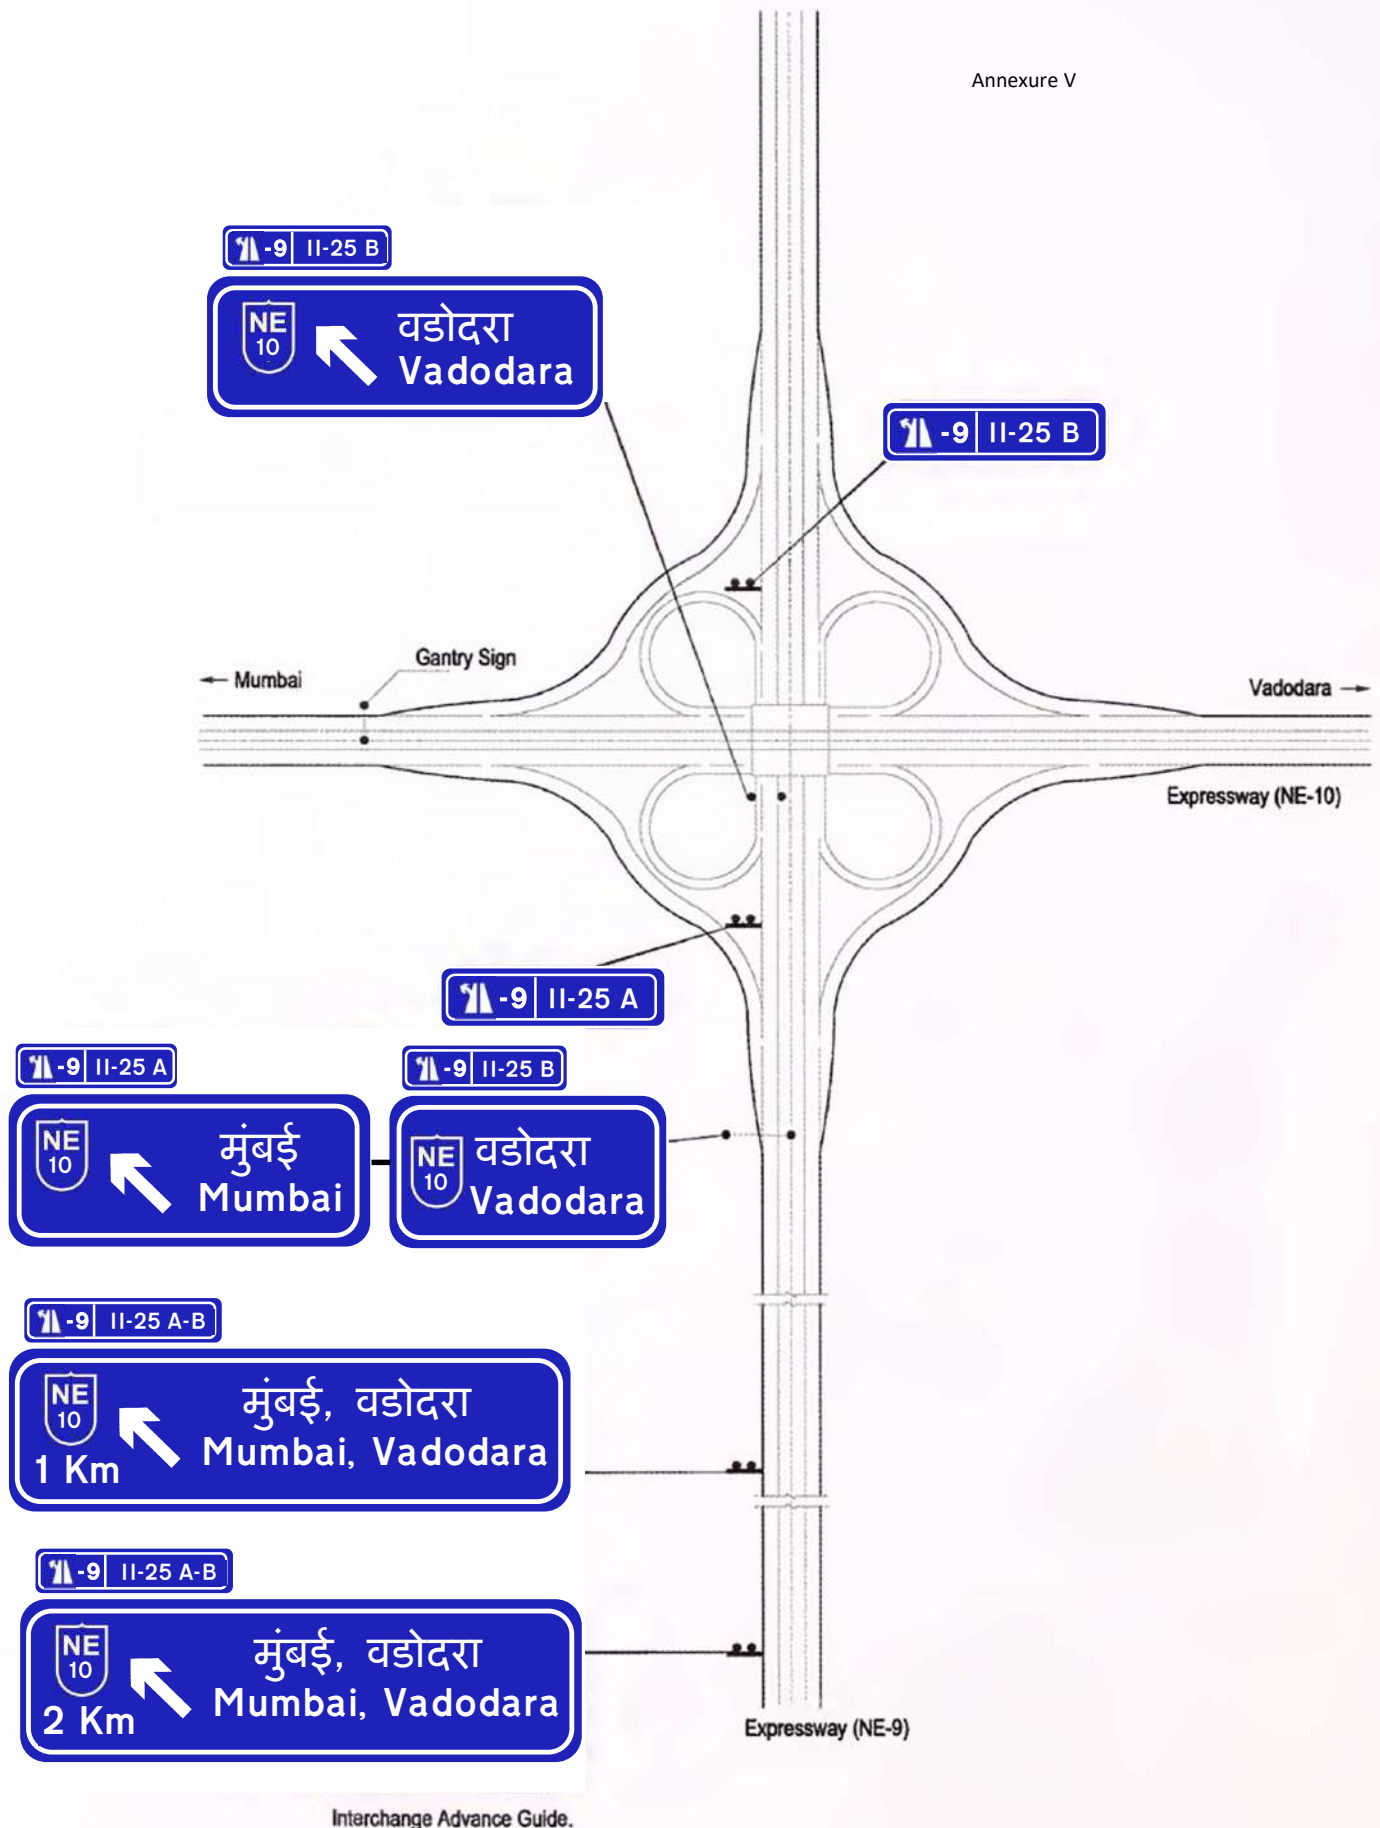 Annexure V
-9 II-25 B
NE
10
वडोदरा
Vadodara
-9 II-25 B
Gantry Sign
← Mumbai
Vadodara →
Expressway (NE-10)
-9 II-25 A
-9 II-25 A
NE
10
मुंबई
Mumbai
-9 II-25 B
NE
10
वडोदरा
Vadodara
-9 II-25 A-B
NE
10
1 Km
मुंबई, वडोदरा
Mumbai, Vadodara
-9 II-25 A-B
NE
10
2 Km
मुंबई, वडोदरा
Mumbai, Vadodara
Expressway (NE-9)
Interchange Advance Guide.